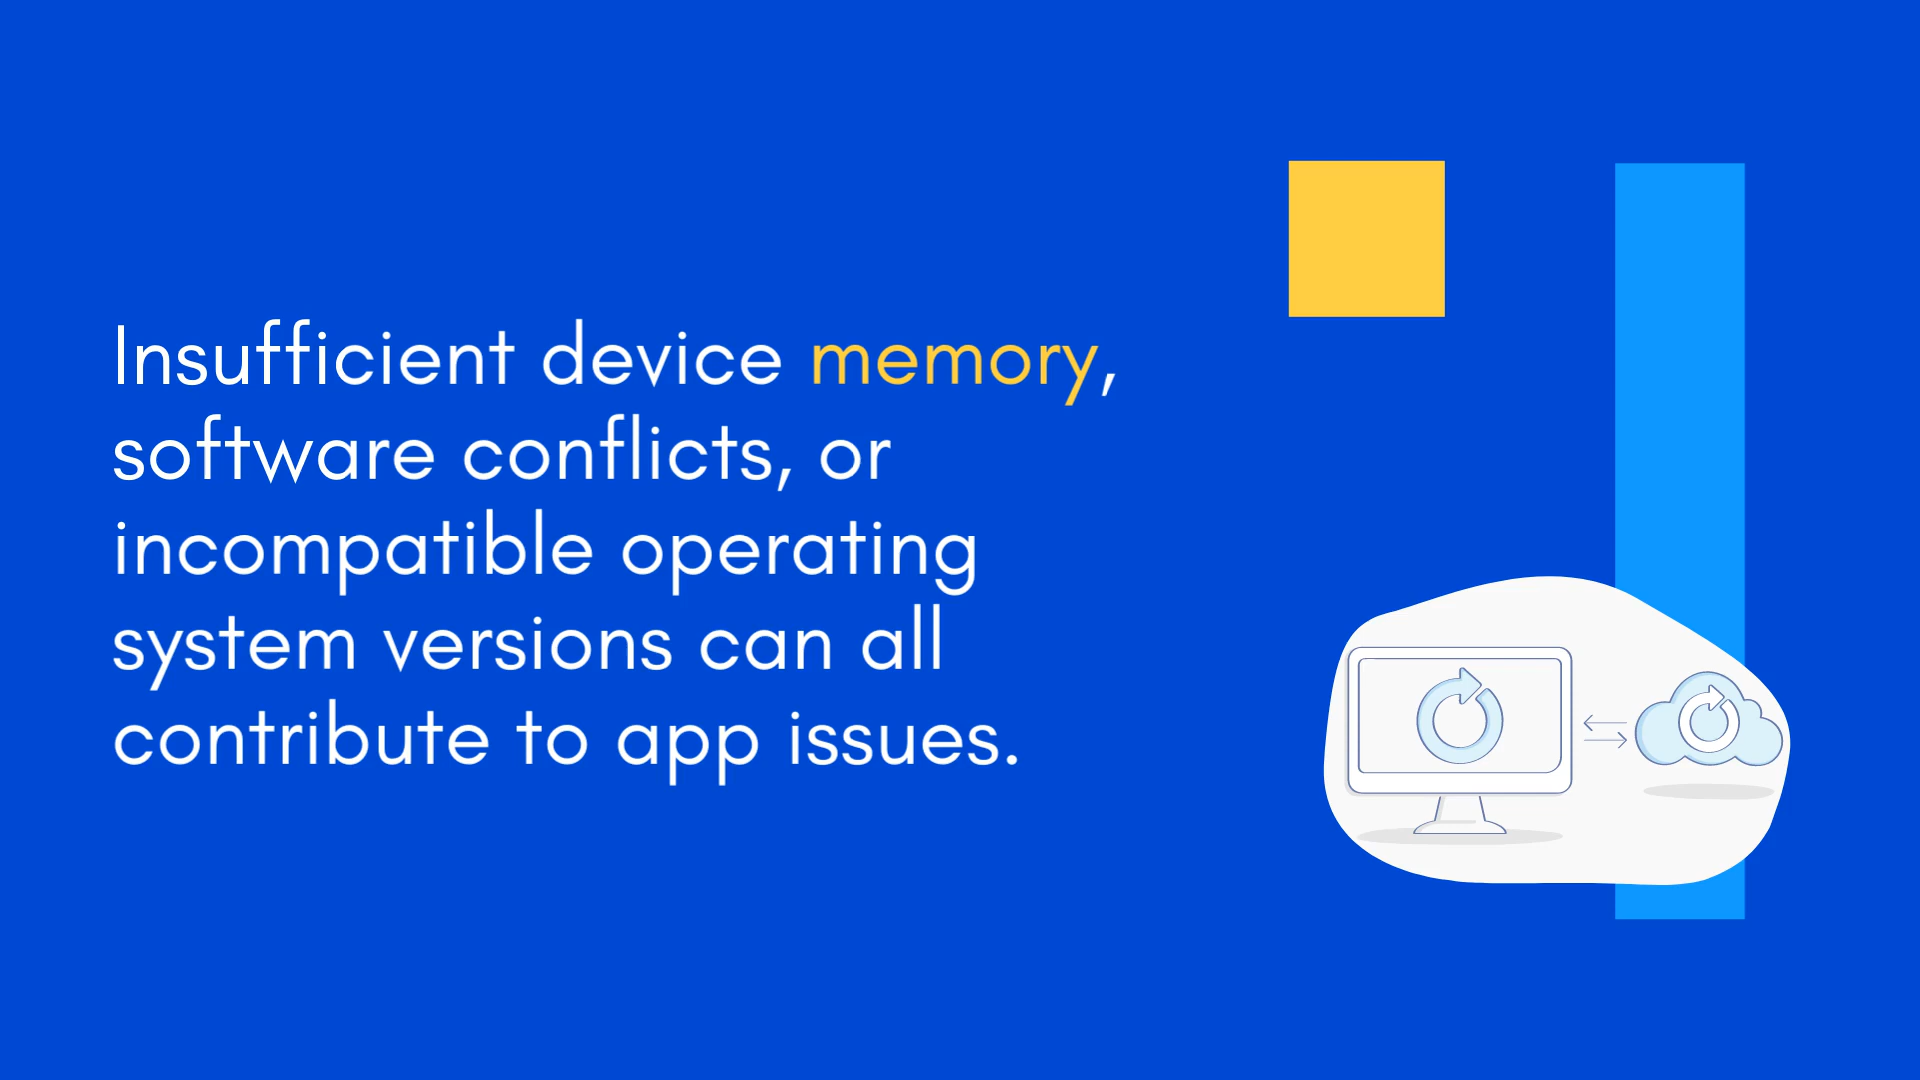 Insufficient device memory,
software conflicts, or
incompatible operating
system versions can all
contribute to app issues.